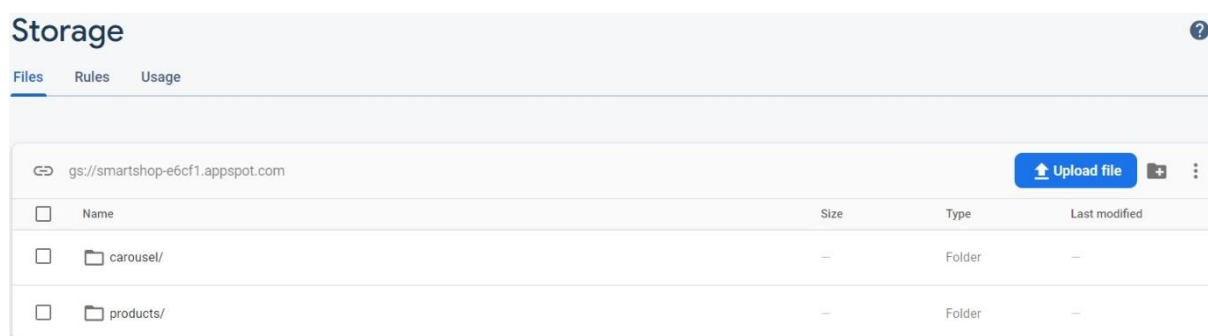 Storage
Files Rules Usage
gs://smartshop-e6cf1.appspot.com Upload file
Name Size Type Last modified
carousel/ — Folder —
products/ — Folder —